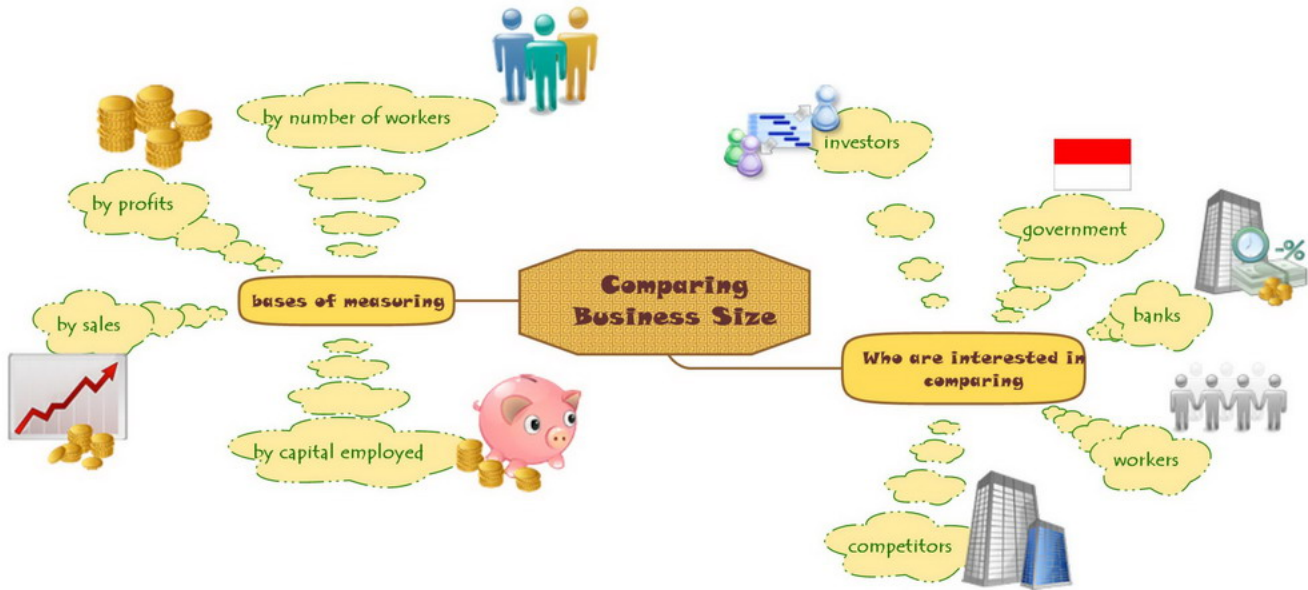 Comparing
Business Size
bases of measuring
by number of workers
by profits
by sales
by capital employed
Who are interested in
comparing
investors
government
-%
banks
workers
competitors